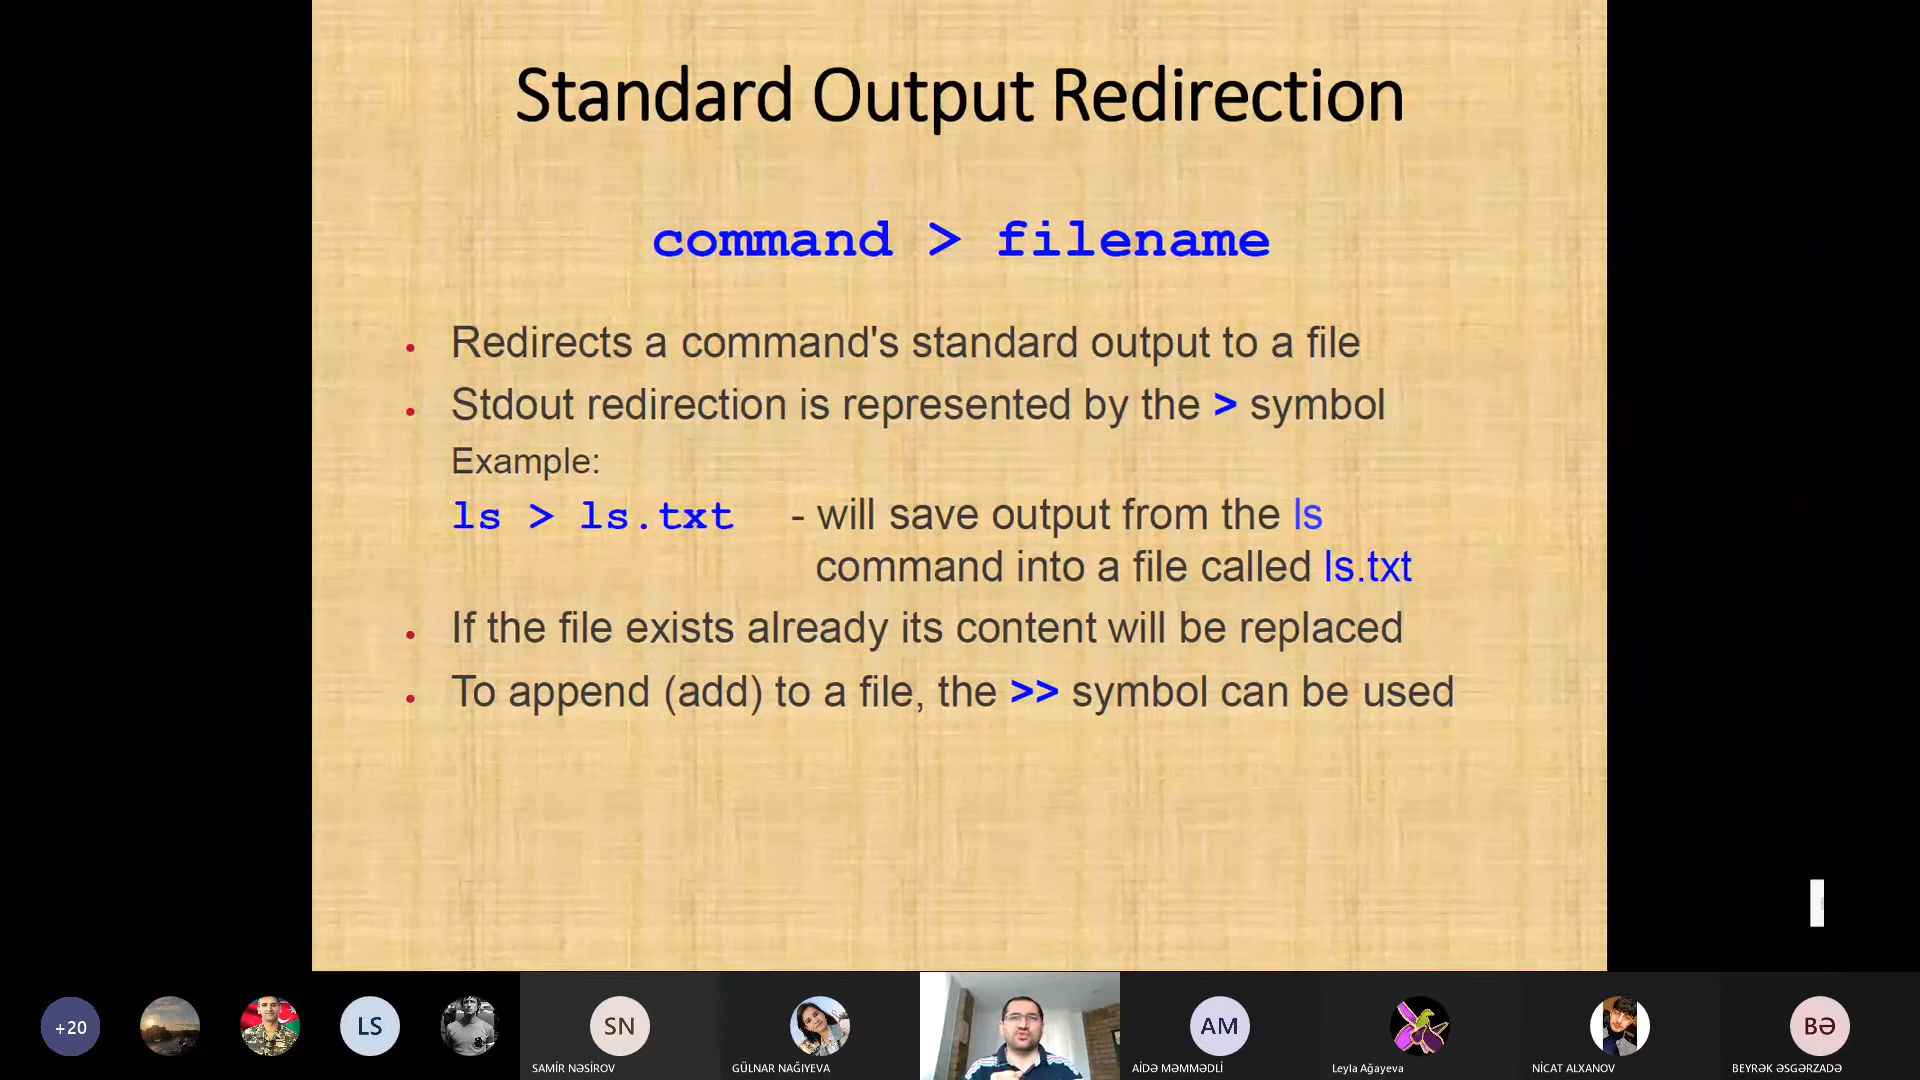 Standard Output Redirection
command > filename
• Redirects a command's standard output to a file
• Stdout redirection is represented by the > symbol
Example:
ls > ls.txt - will save output from the ls
command into a file called ls.txt
• If the file exists already its content will be replaced
• To append (add) to a file, the >> symbol can be used
+20
LS
SN
AM
BƏ
SAMİR NƏSİROV
GÜLNAR NAĞIYEVA
AİDƏ MƏMMƏDLİ
Leyla Ağayeva
NİCAT ALXANOV
BEYRƏK ƏSGƏRZADƏ